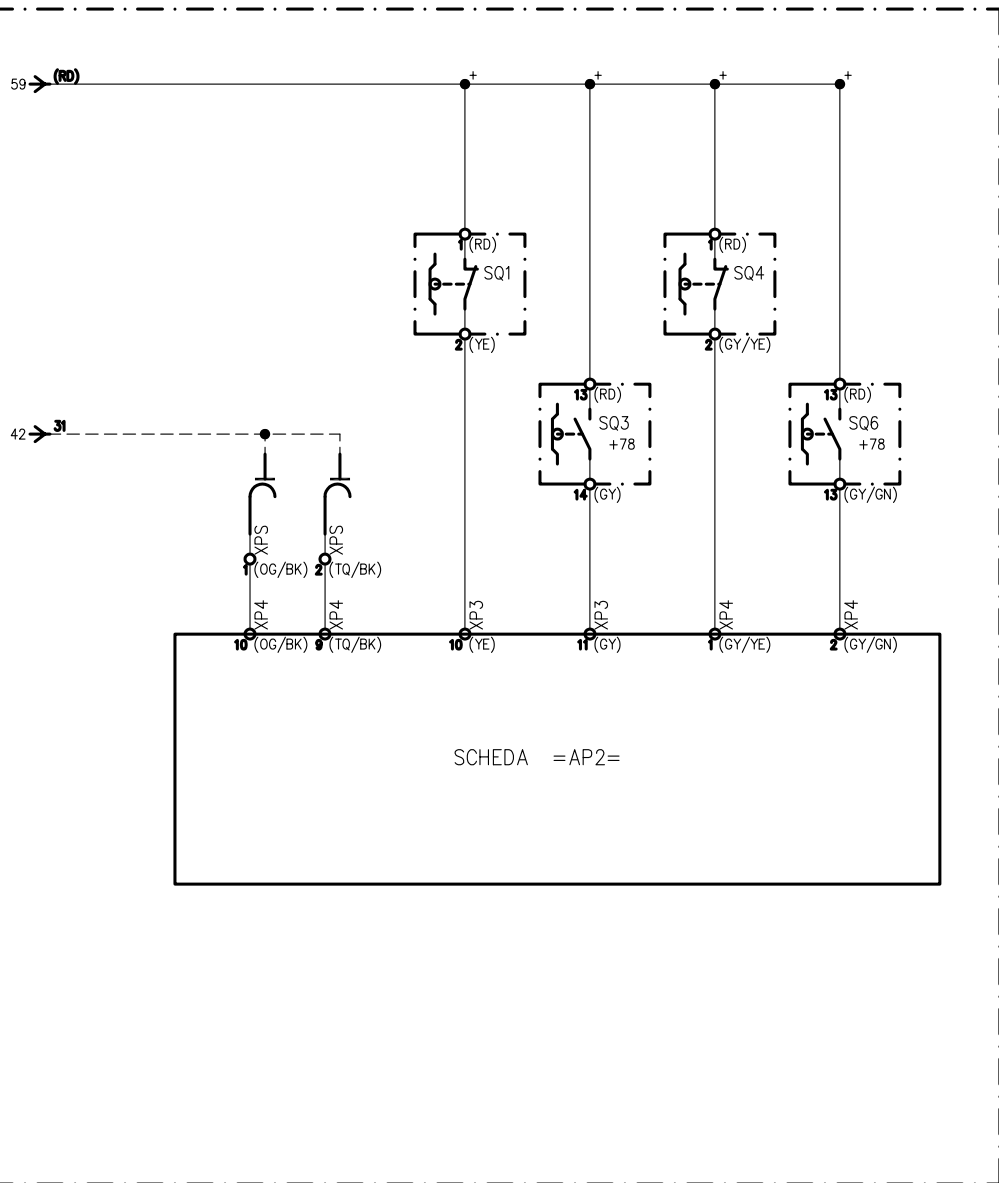 59 (RD) + + + +
1 (RD) 1 (RD)
SQ1 SQ4
2 (YE) 2 (GY/YE)
13 (RD) 13 (RD)
SQ3 SQ6
+78 +78
42 31
14 (GY) 13 (GY/GN)
XPS XPS
1 (OG/BK) 2 (TQ/BK)
XP4 XP4 XP3 XP3 XP4 XP4
10 (OG/BK) 9 (TQ/BK) 10 (YE) 11 (GY) 1 (GY/YE) 2 (GY/GN)
SCHEDA =AP2=